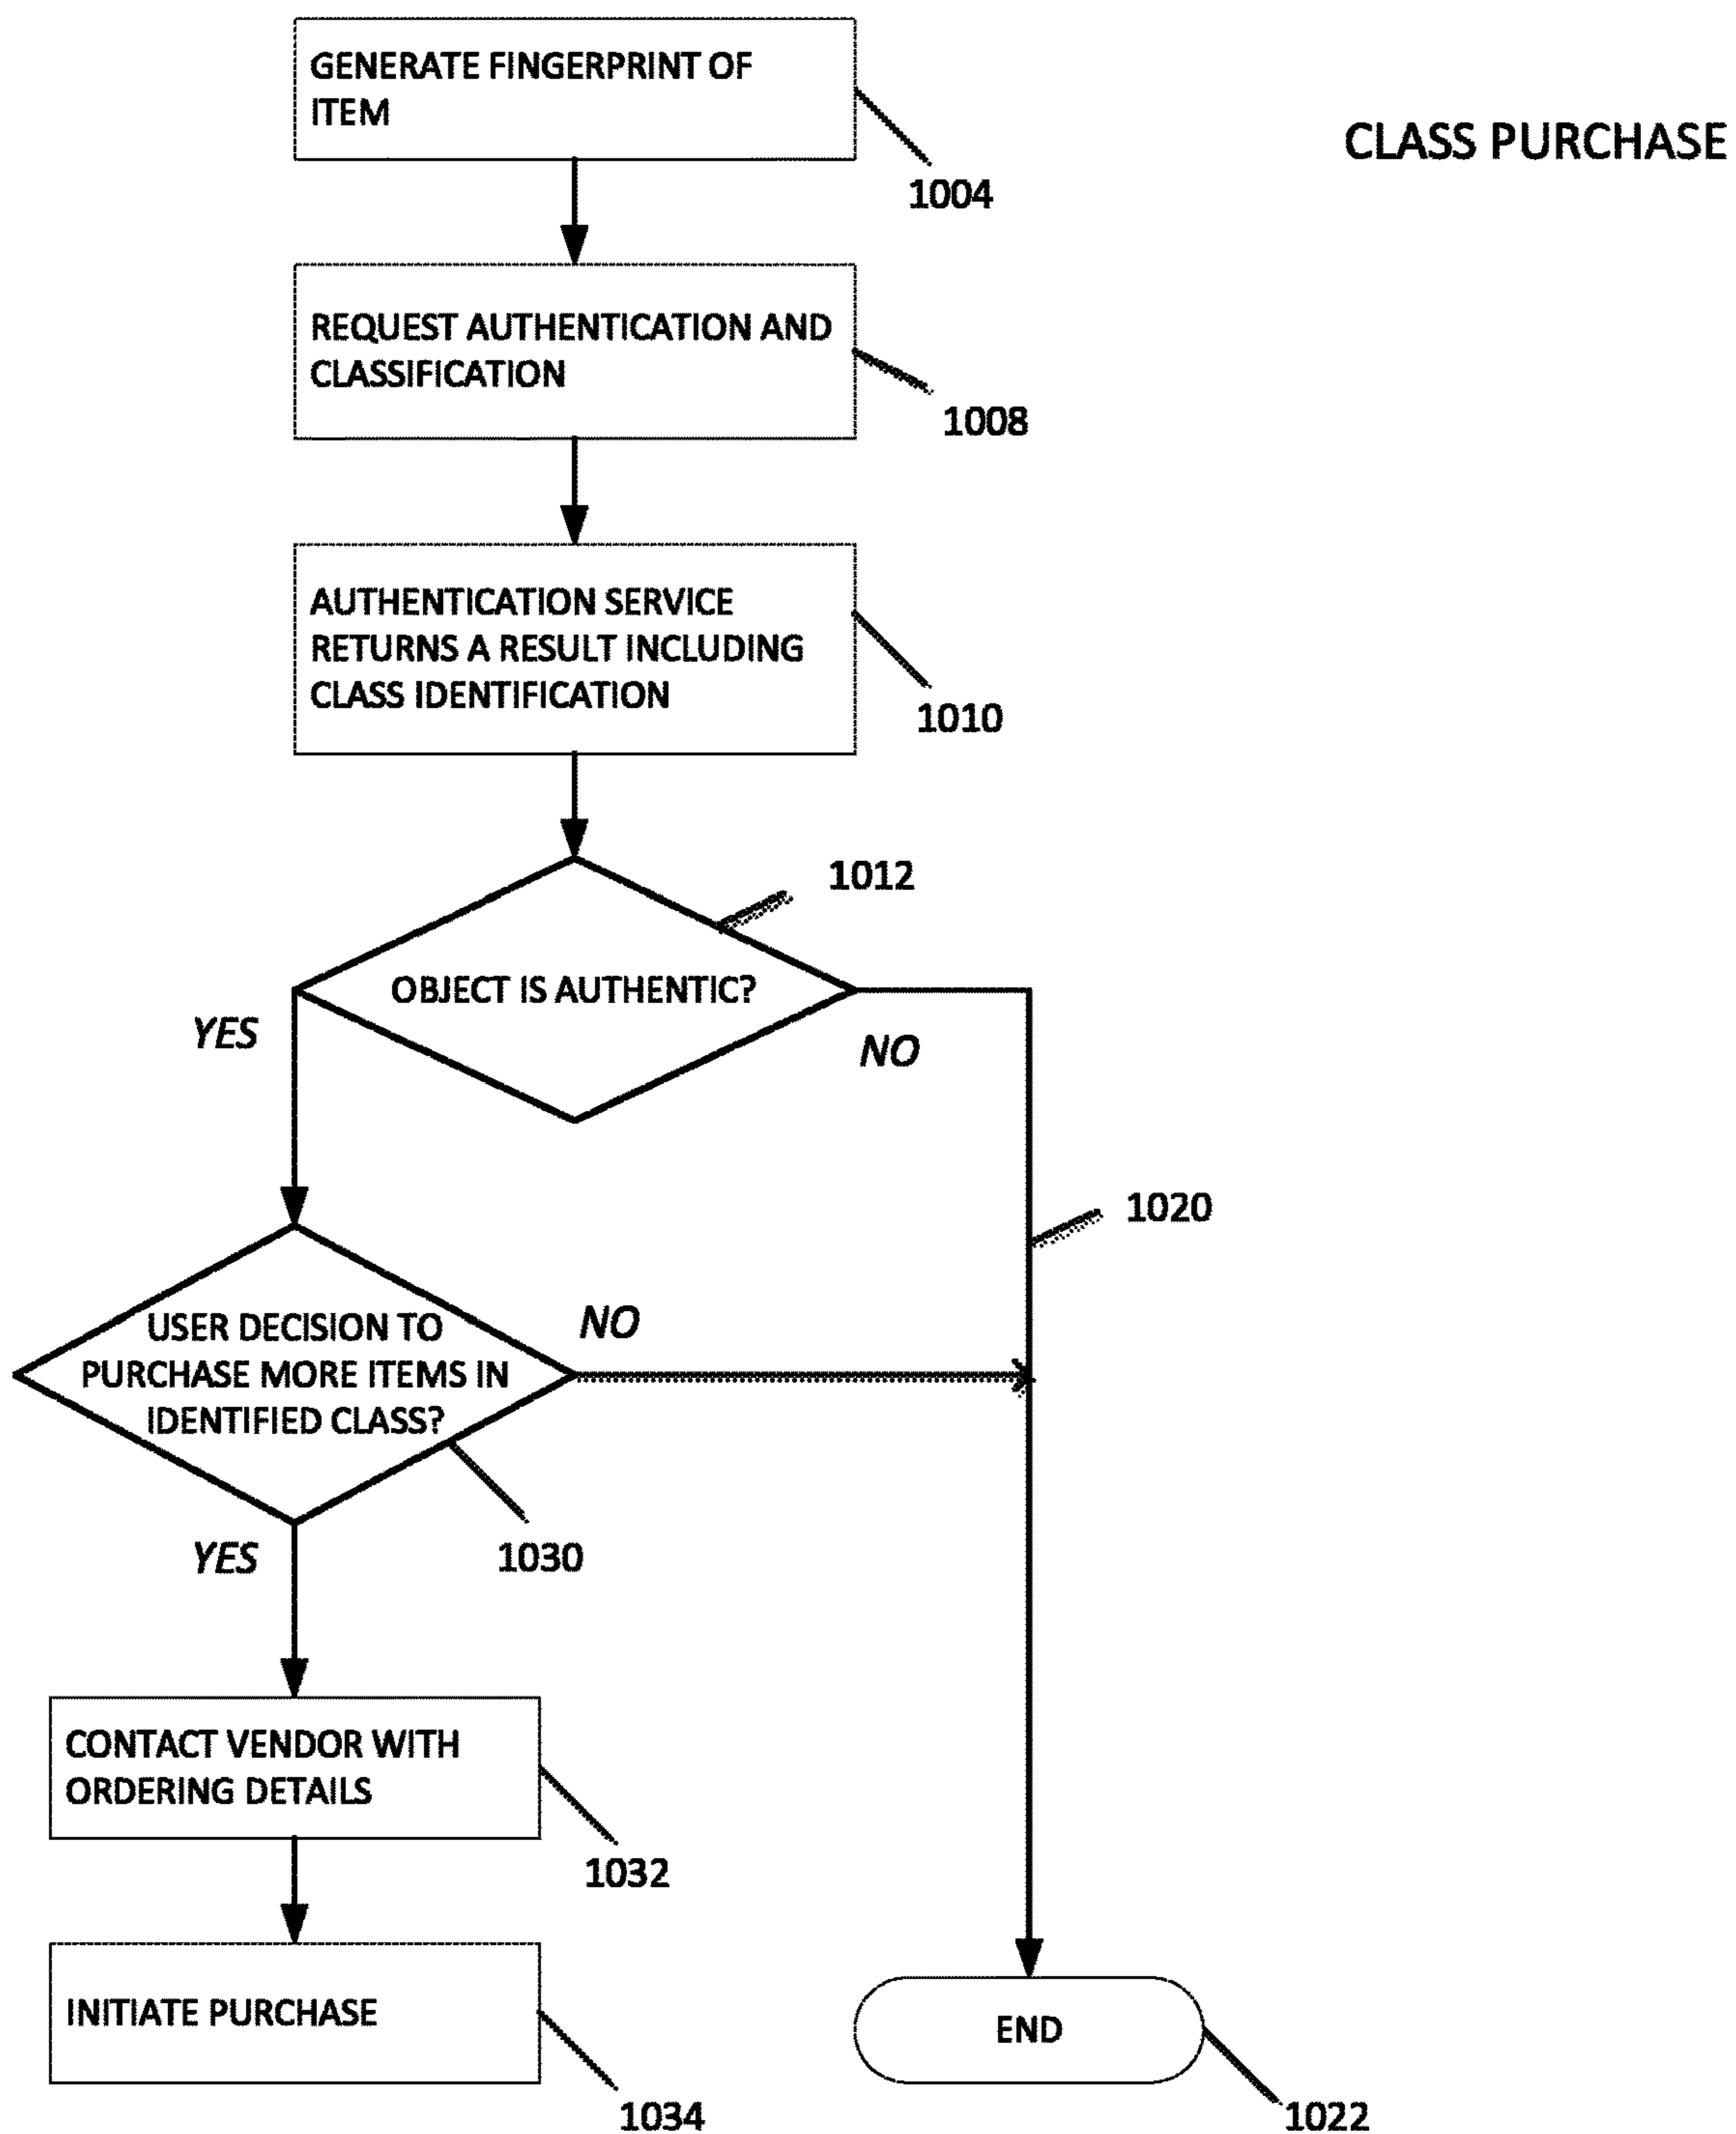 GENERATE FINGERPRINT OF
ITEM
1004
CLASS PURCHASE
REQUEST AUTHENTICATION AND
CLASSIFICATION
1008
AUTHENTICATION SERVICE
RETURNS A RESULT INCLUDING
CLASS IDENTIFICATION
1010
1012
OBJECT IS AUTHENTIC?
YES
NO
1020
USER DECISION TO
PURCHASE MORE ITEMS IN
IDENTIFIED CLASS?
NO
1030
YES
CONTACT VENDOR WITH
ORDERING DETAILS
1032
INITIATE PURCHASE
1034
END
1022